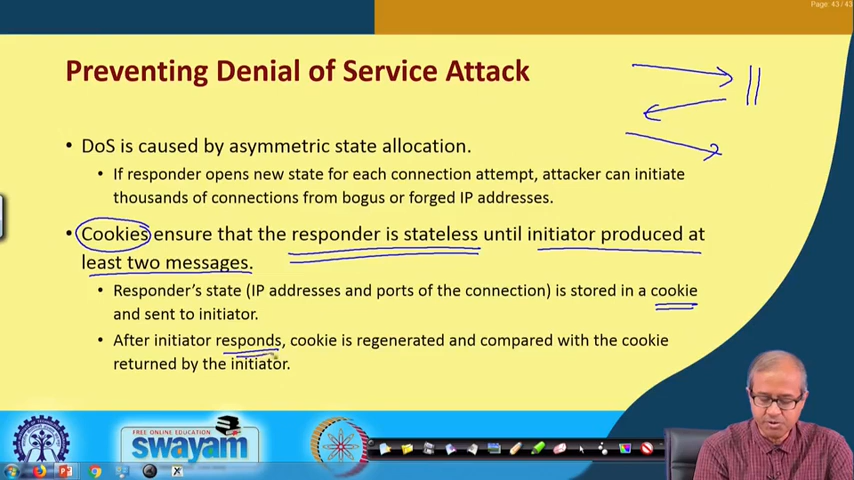 Page: 43 / 43
Preventing Denial of Service Attack
• DoS is caused by asymmetric state allocation.
• If responder opens new state for each connection attempt, attacker can initiate
thousands of connections from bogus or forged IP addresses.
• Cookies ensure that the responder is stateless until initiator produced at
least two messages.
• Responder's state (IP addresses and ports of the connection) is stored in a cookie
and sent to initiator.
• After initiator responds, cookie is regenerated and compared with the cookie
returned by the initiator.
FREE ONLINE EDUCATION
swayam